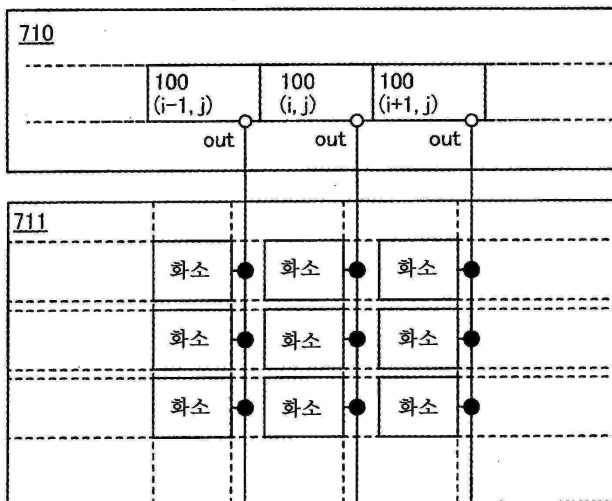 710
100 100 100
(i-1, j) (i, j) (i+1, j)
out out out
711
화소 화소 화소
화소 화소 화소
화소 화소 화소